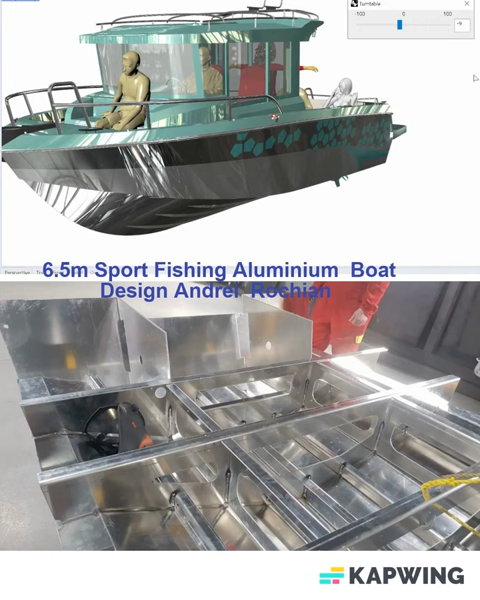 Turntable
-100
0
100
6.5m Sport Fishing Aluminium Boat
Design Andrei Rochian
KAPWING